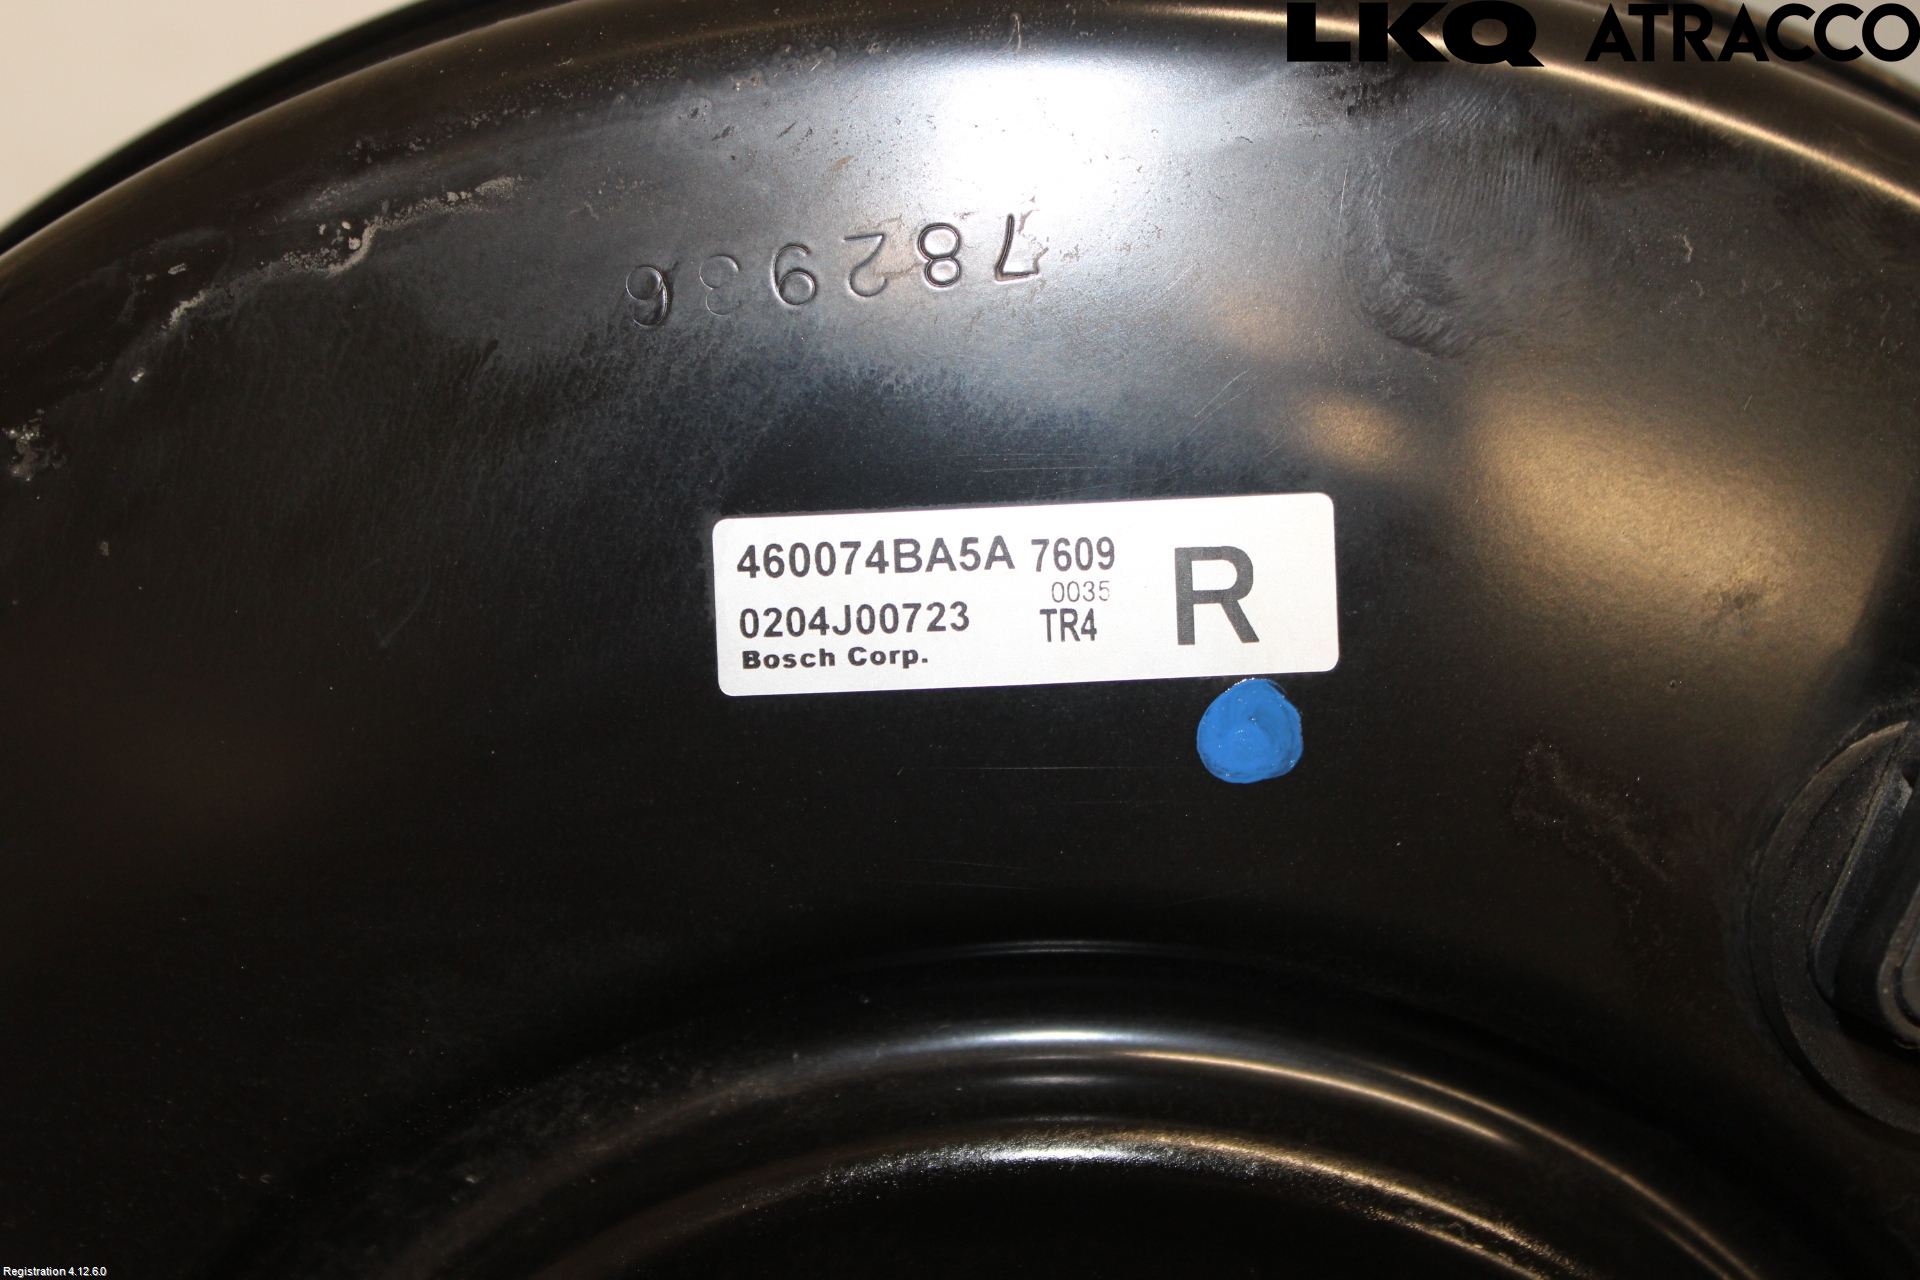 LKQ ATRACCO
782936
460074BA5A 7609
0035
0204J00723 TR4
R
Bosch Corp.
Registration 4.12.6.0